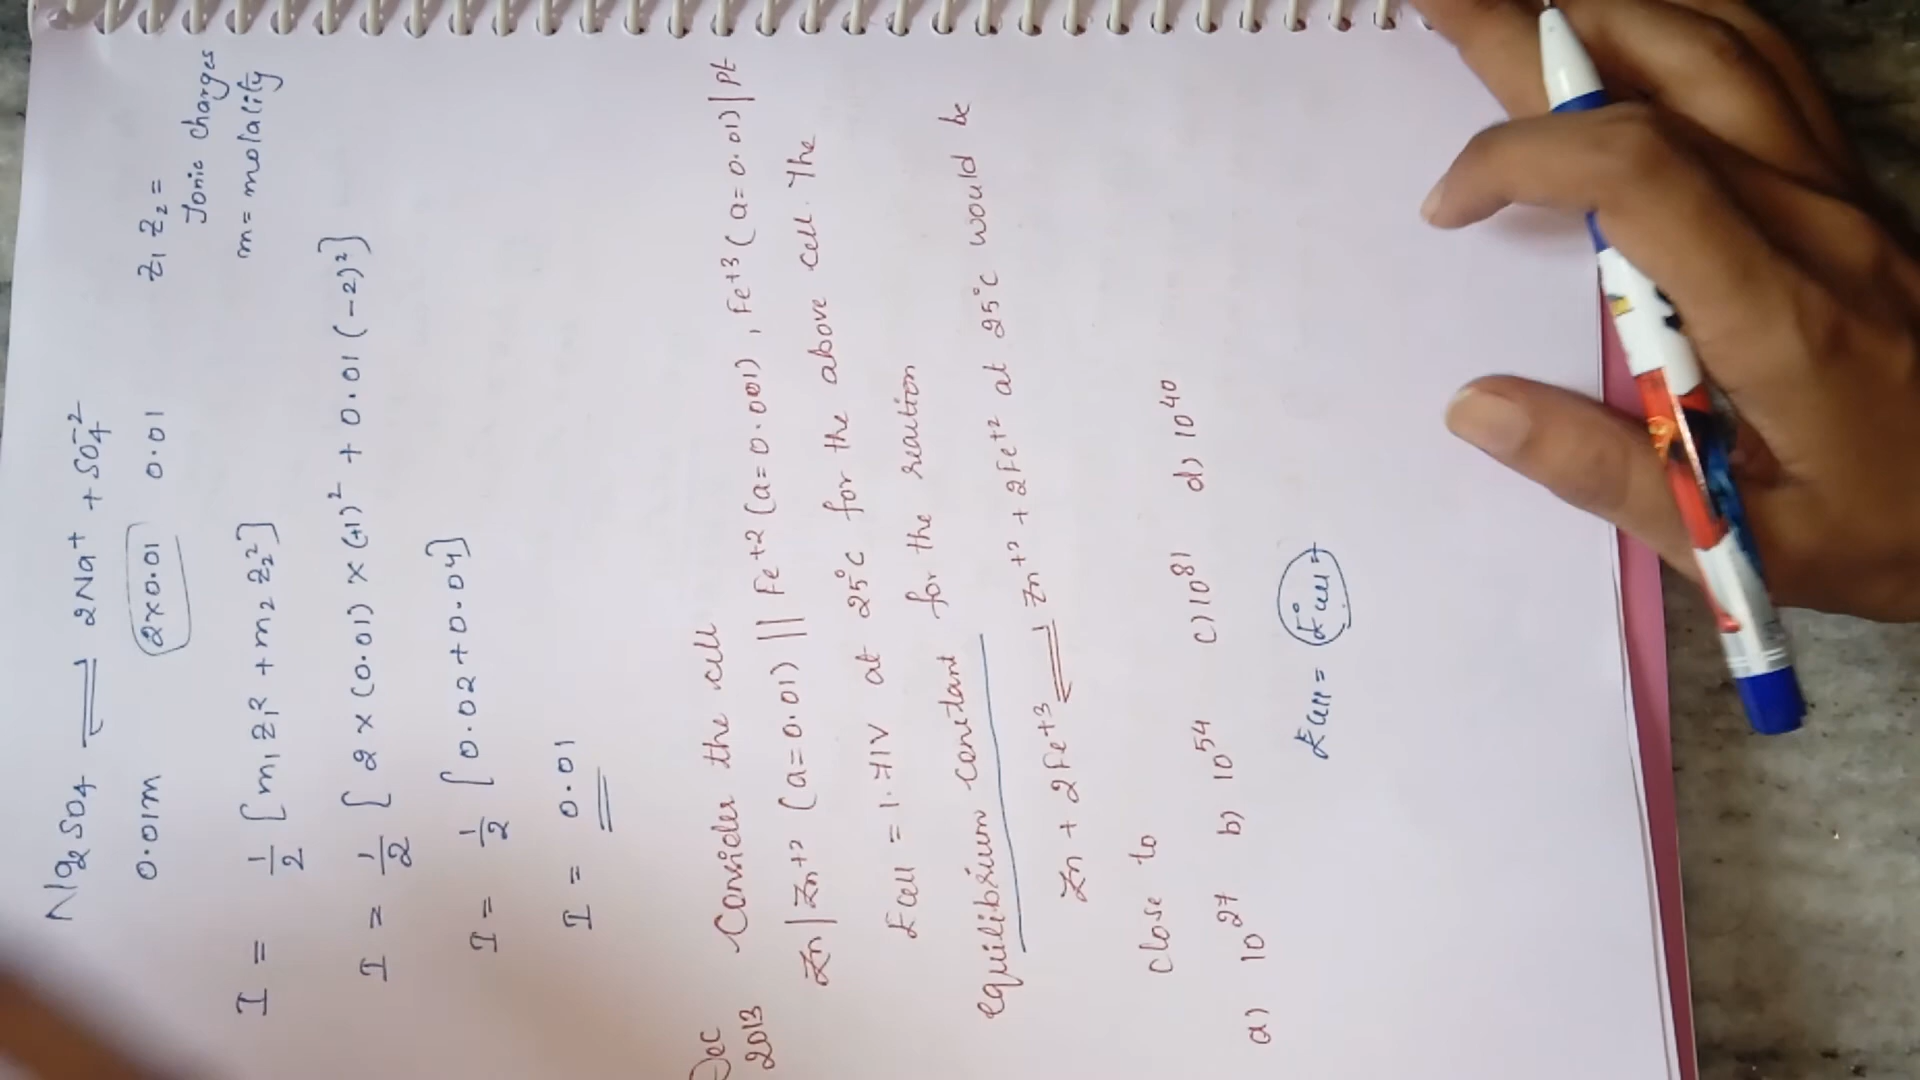 Na2SO4 ⇌ 2Na+ + SO4-2
0.01M 2x0.01 0.01
z1 z2 =
Ionic charges
m = molality
I = 1/2 [m1 z1² + m2 z2²]
I = 1/2 [2 x (0.01) x (+1)² + 0.01 (-2)²]
I = 1/2 [0.02 + 0.04]
I = 0.01
Dec
2013
Consider the cell
Zn | Zn+2 (a = 0.01) || Fe+2 (a = 0.001), Fe+3 (a = 0.01) | Pt
Ecell = 1.71V at 25°C for the above cell. The
equilibrium constant for the reaction
Zn + 2Fe+3 ⇌ Zn+2 + 2Fe+2 at 25°C would be
close to
a) 10^27 b) 10^54 c) 10^81 d) 10^40
Ecell = E°cell +